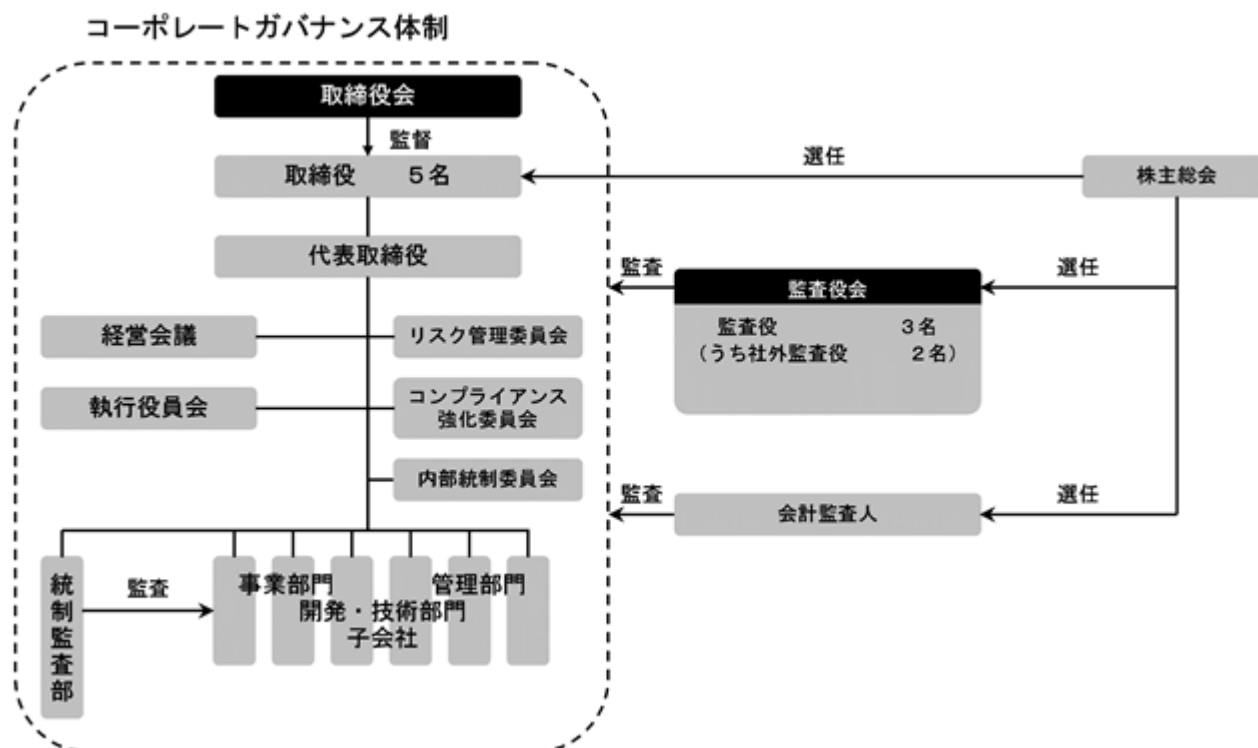 コーポレートガバナンス体制
取締役会
監督
取締役 5名
選任
株主総会
代表取締役
監査
選任
監査役会
監査役 3名
(うち社外監査役 2名)
経営会議
リスク管理委員会
執行役員会
コンプライアンス
強化委員会
内部統制委員会
監査
選任
会計監査人
統制監査部
監査
事業部門
管理部門
開発・技術部門
子会社